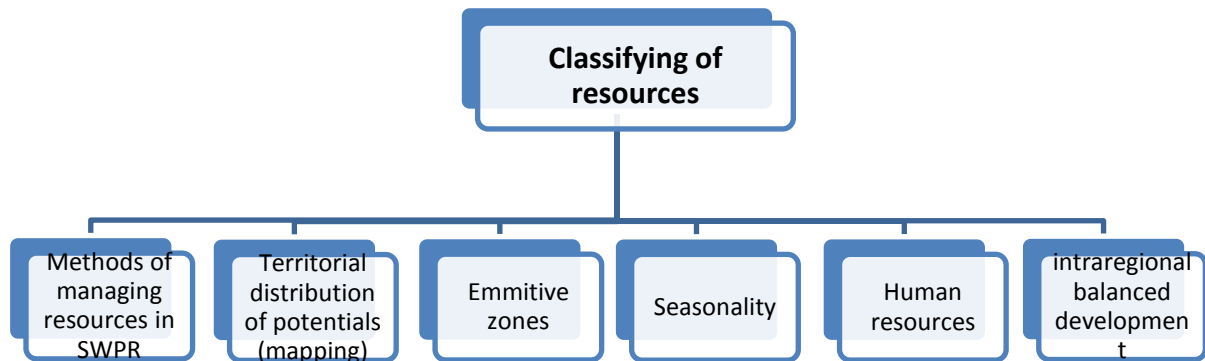 Classifying of
resources
Methods of
managing
resources in
SWPR
Territorial
distribution
of potentials
(mapping)
Emmitive
zones
Seasonality
Human
resources
intraregional
balanced
developmen
t